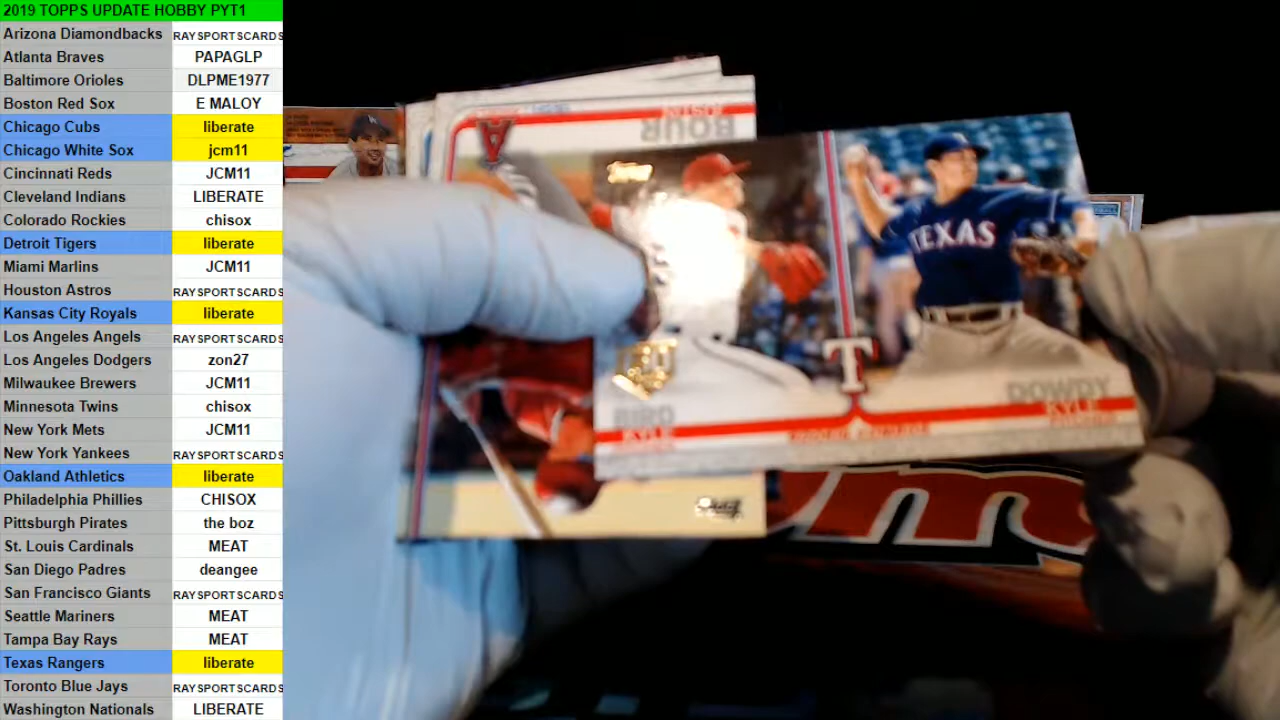 2019 TOPPS UPDATE HOBBY PYT1
Arizona Diamondbacks RAYSPORTSCARDS
Atlanta Braves PAPAGLP
Baltimore Orioles DLPME1977
Boston Red Sox E MALOY
Chicago Cubs liberate
Chicago White Sox jcm11
Cincinnati Reds JCM11
Cleveland Indians LIBERATE
Colorado Rockies chisox
Detroit Tigers liberate
Miami Marlins JCM11
Houston Astros RAYSPORTSCARDS
Kansas City Royals liberate
Los Angeles Angels RAYSPORTSCARDS
Los Angeles Dodgers zon27
Milwaukee Brewers JCM11
Minnesota Twins chisox
New York Mets JCM11
New York Yankees RAYSPORTSCARDS
Oakland Athletics liberate
Philadelphia Phillies CHISOX
Pittsburgh Pirates the boz
St. Louis Cardinals MEAT
San Diego Padres deangee
San Francisco Giants RAYSPORTSCARDS
Seattle Mariners MEAT
Tampa Bay Rays MEAT
Texas Rangers liberate
Toronto Blue Jays RAYSPORTSCARDS
Washington Nationals LIBERATE
JUSTIN
BOUR
Topps
TEXAS
T
BIRD
KYLE
DOWDY
KYLE